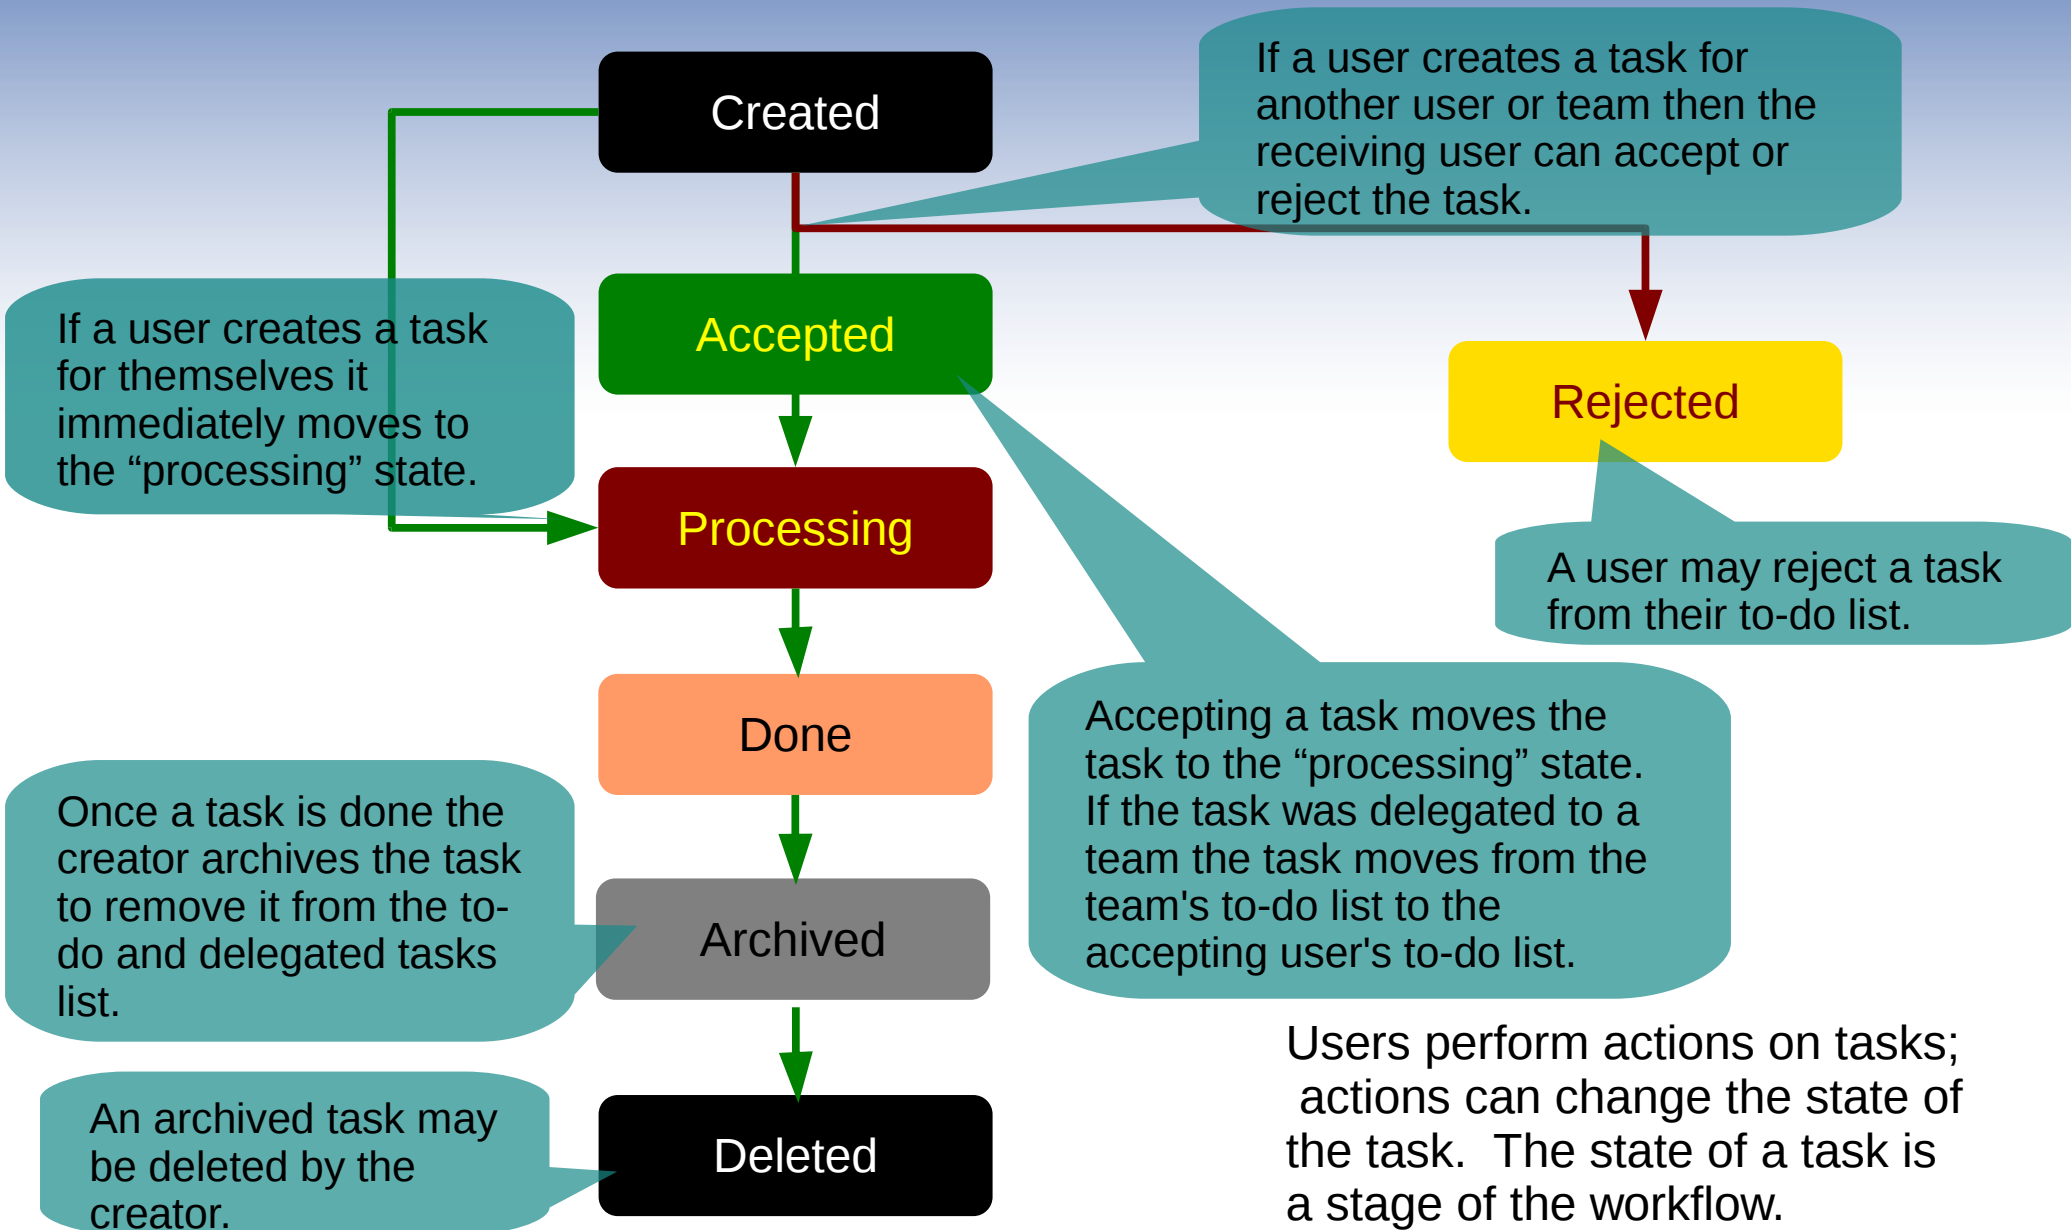 Created
If a user creates a task for
another user or team then the
receiving user can accept or
reject the task.
If a user creates a task
for themselves it
immediately moves to
the “processing” state.
Accepted
Rejected
Processing
A user may reject a task
from their to-do list.
Done
Accepting a task moves the
task to the “processing” state.
If the task was delegated to a
team the task moves from the
team's to-do list to the
accepting user's to-do list.
Once a task is done the
creator archives the task
to remove it from the to-
do and delegated tasks
list.
Archived
An archived task may
be deleted by the
creator.
Deleted
Users perform actions on tasks;
actions can change the state of
the task.  The state of a task is
a stage of the workflow.